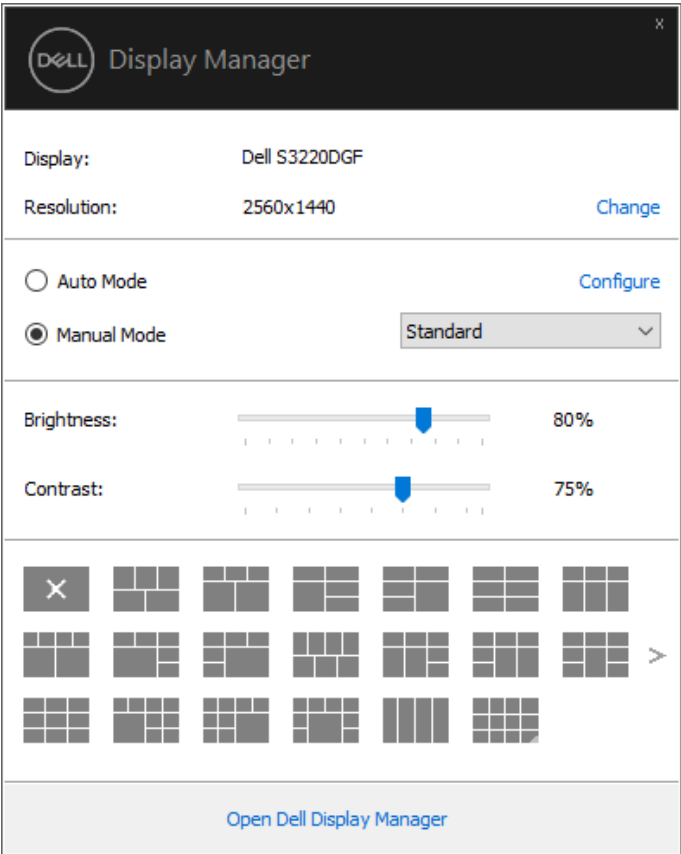 x
DELL Display Manager
Display: Dell S3220DGF
Resolution: 2560x1440 Change
Auto Mode Configure
Manual Mode Standard
Brightness: 80%
Contrast: 75%
Open Dell Display Manager